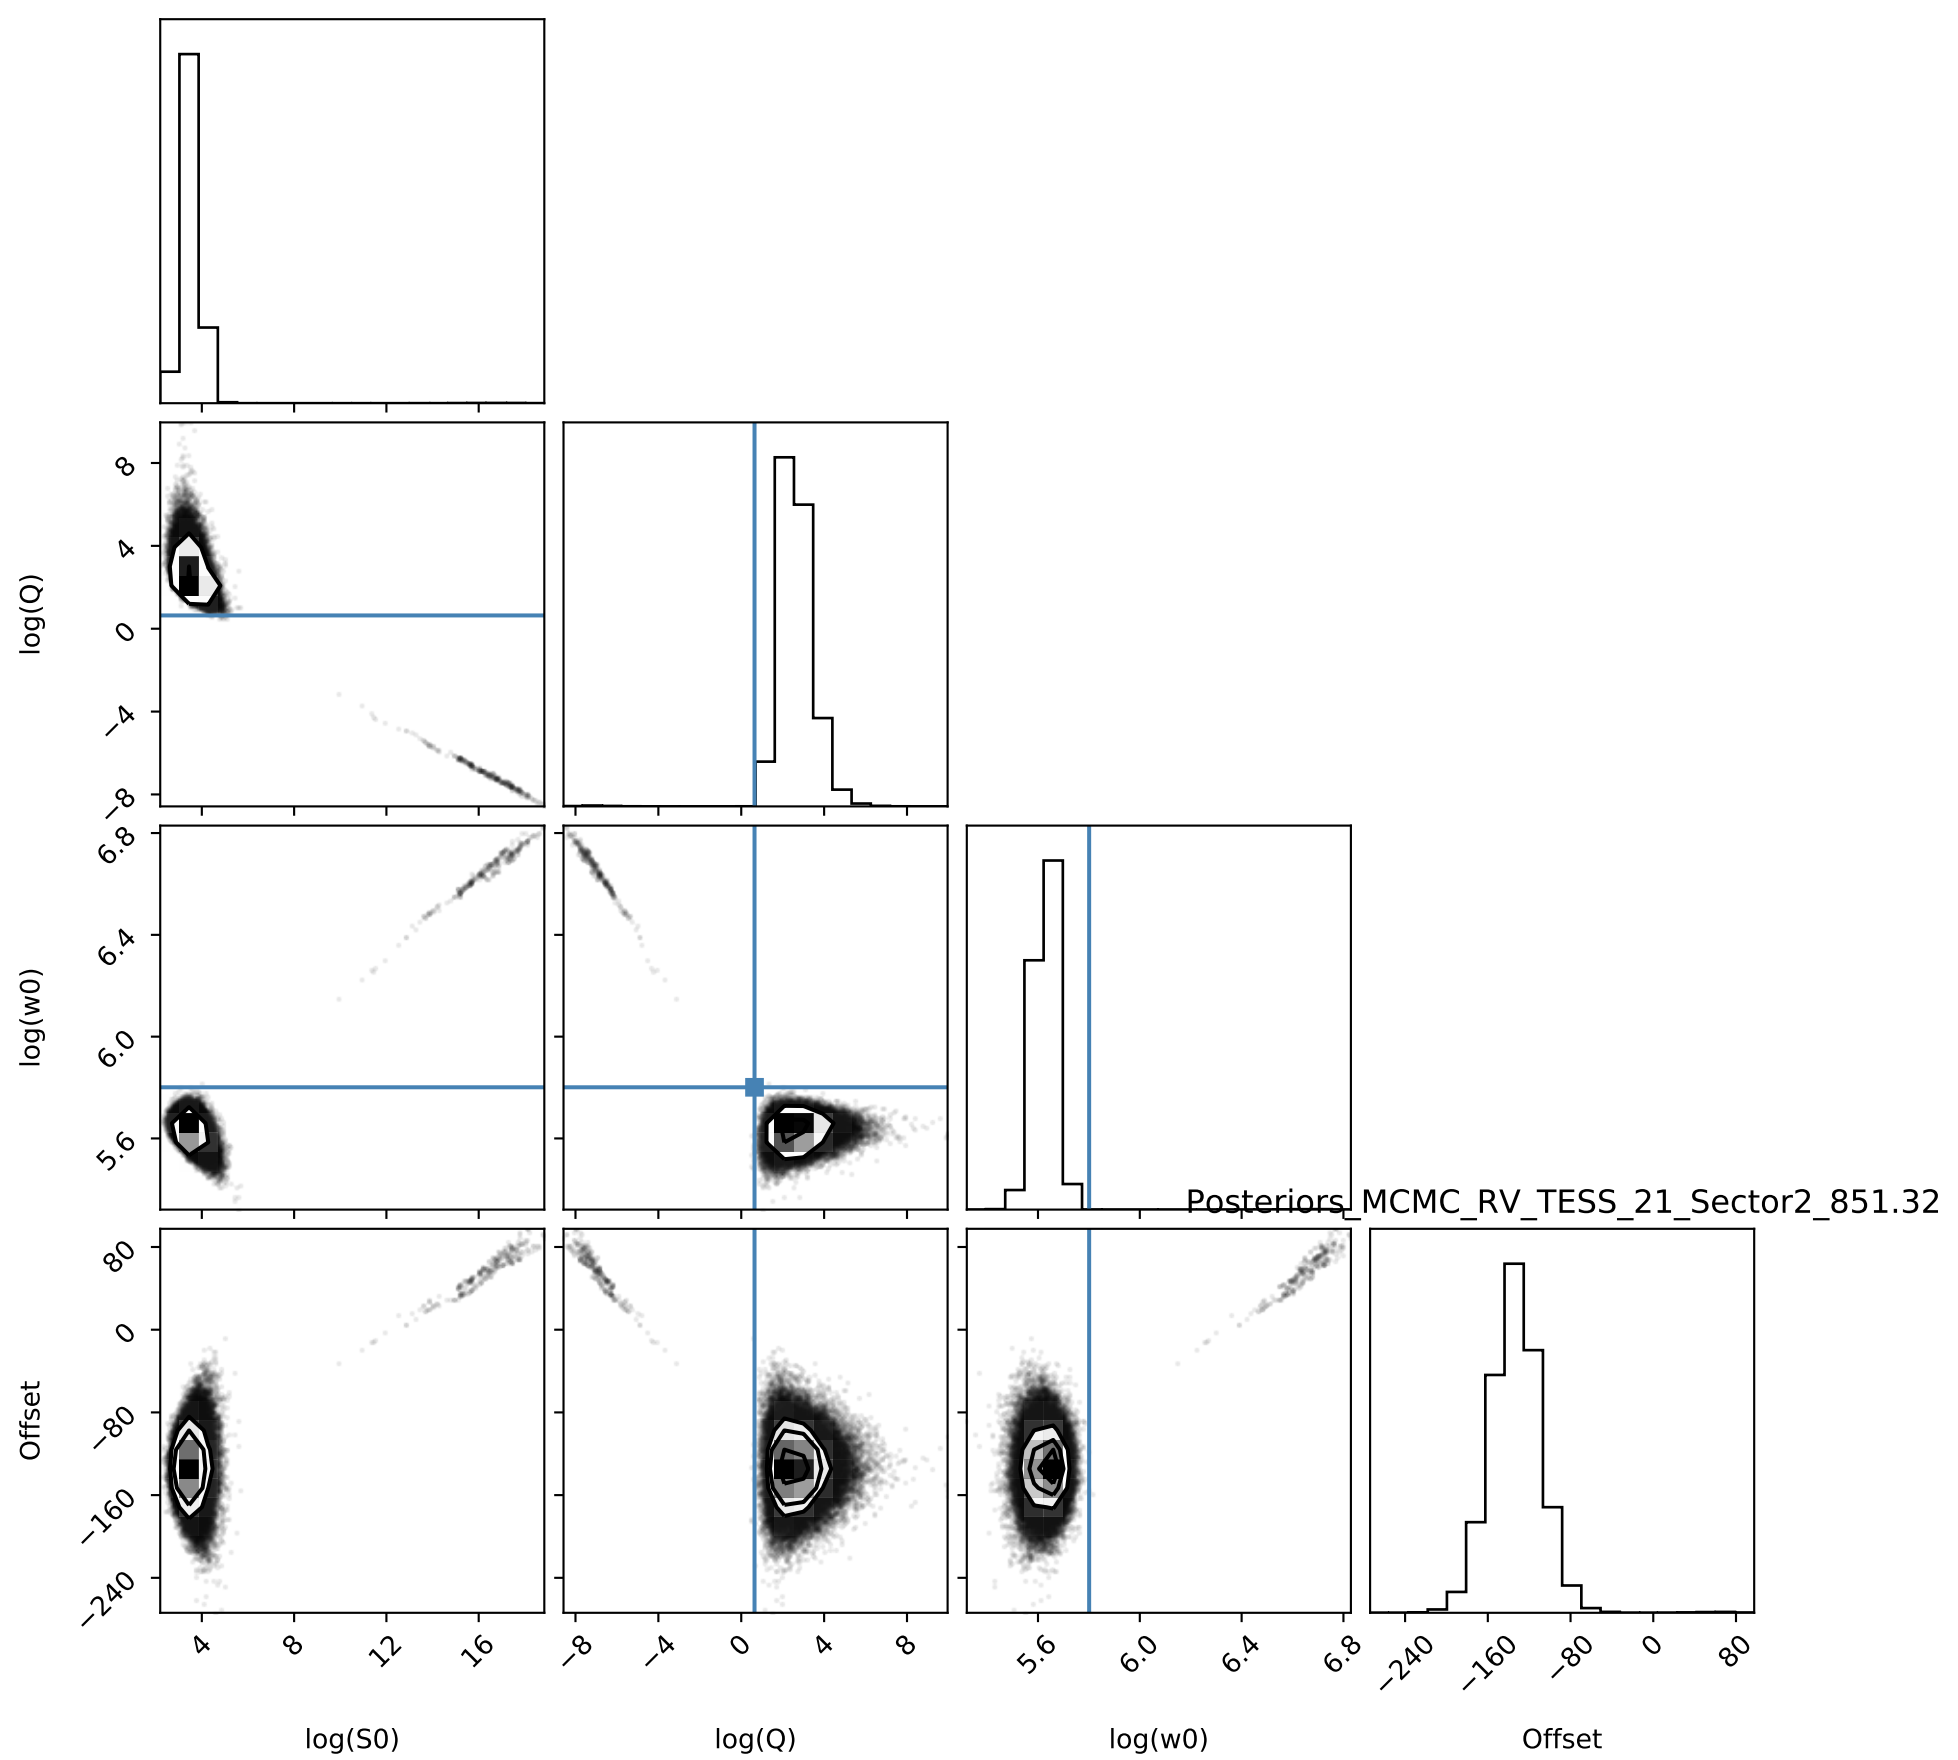 8
4
0
−4
−8
log(Q)
6.8
6.4
6.0
5.6
log(w0)
Posteriors_MCMC_RV_TESS_21_Sector2_851.32
80
0
−80
−160
−240
Offset
4 8 12 16
−8 −4 0 4 8
5.6 6.0 6.4 6.8
−240 −160 −80 0 80
log(S0) log(Q) log(w0) Offset